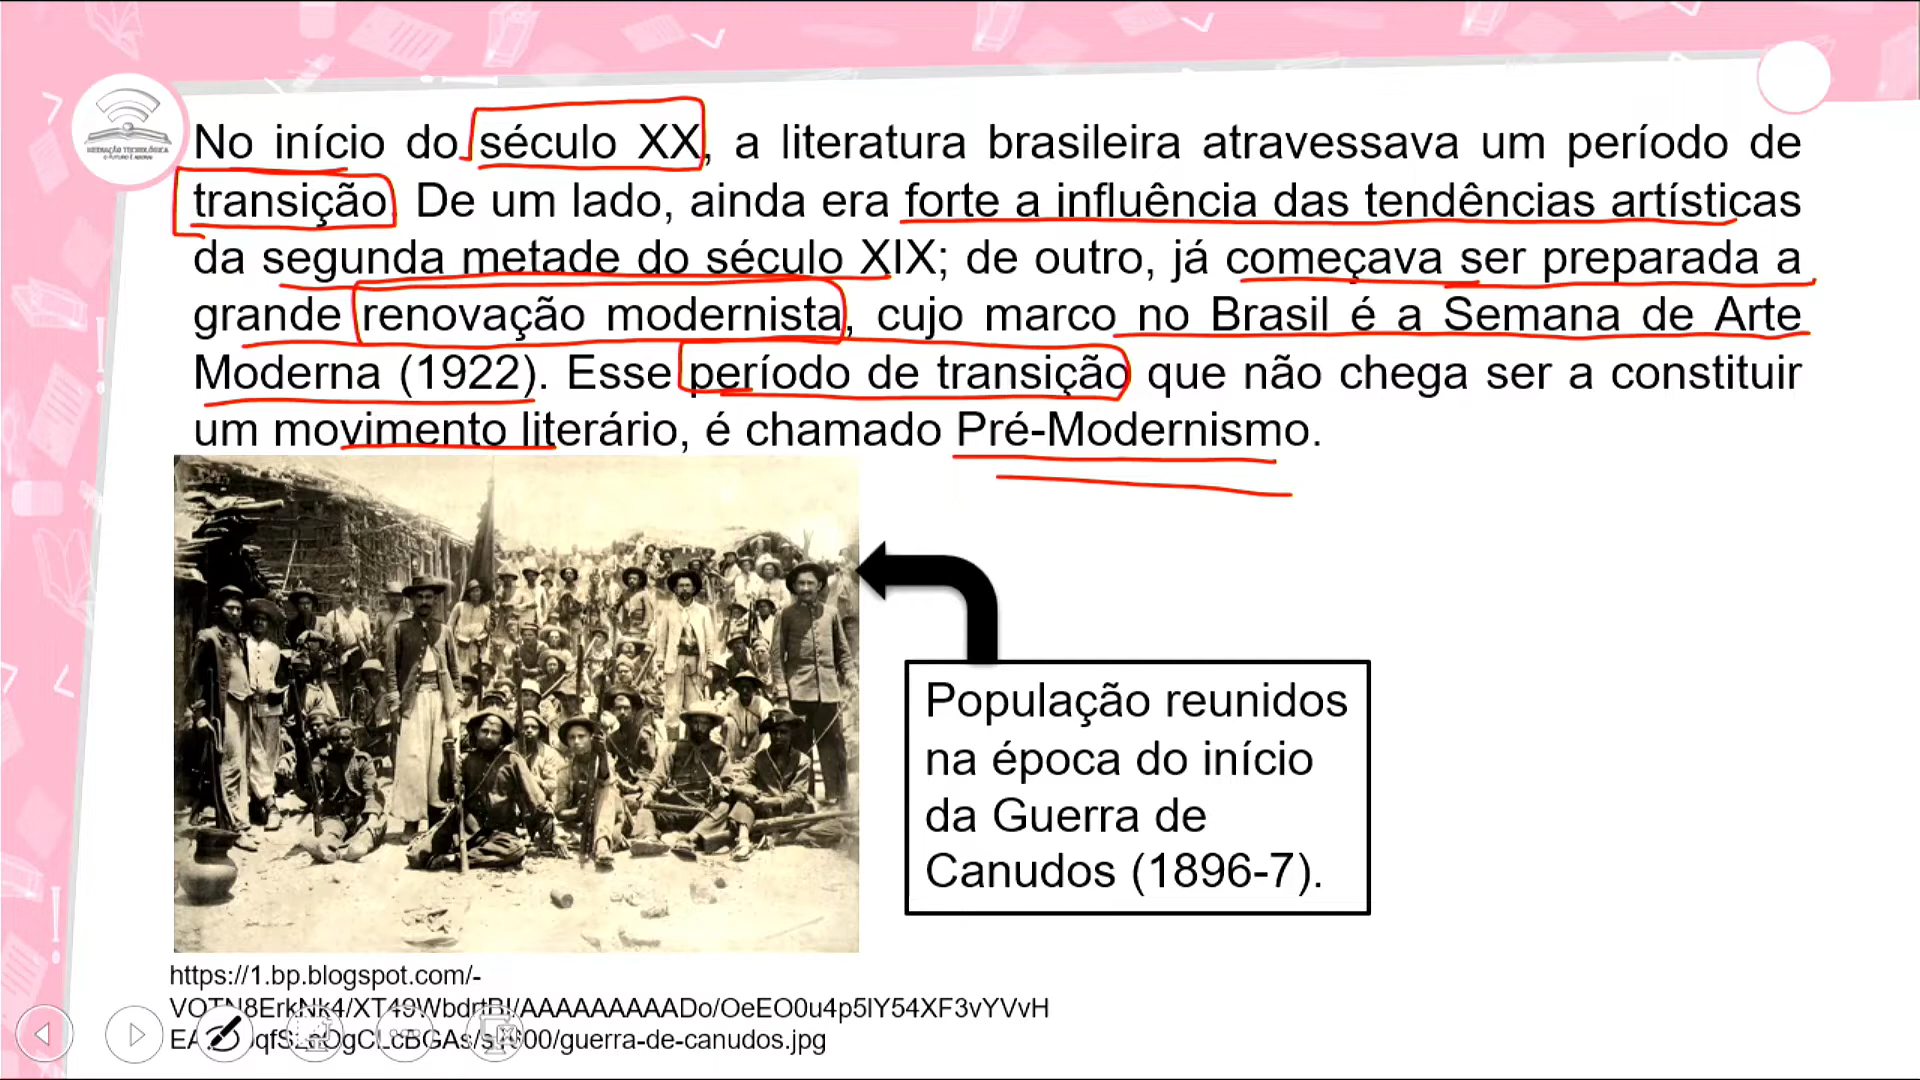 MEDIAÇÃO TECNOLÓGICA
O FUTURO É AGORA!
No início do século XX, a literatura brasileira atravessava um período de
transição. De um lado, ainda era forte a influência das tendências artísticas
da segunda metade do século XIX; de outro, já começava ser preparada a
grande renovação modernista, cujo marco no Brasil é a Semana de Arte
Moderna (1922). Esse período de transição que não chega ser a constituir
um movimento literário, é chamado Pré-Modernismo.
População reunidos
na época do início
da Guerra de
Canudos (1896-7).
https://1.bp.blogspot.com/-
/guerra-de-canudos.jpg